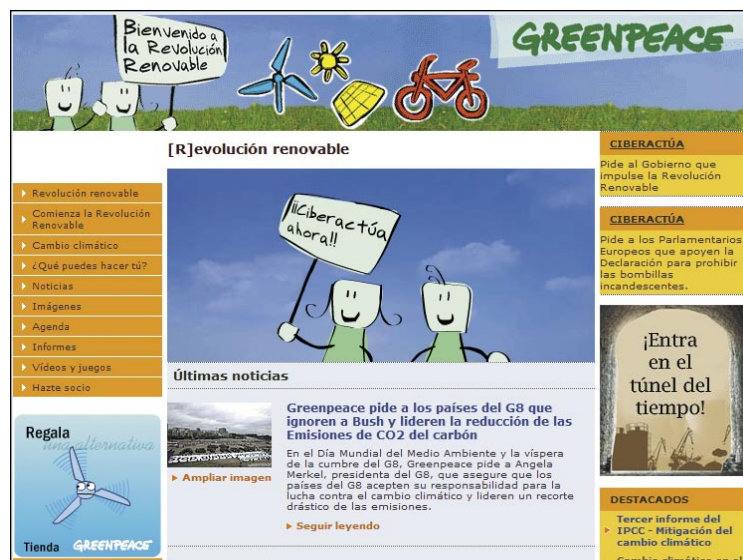 Bienvenido a
la Revolución
Renovable
GREENPEACE
[R]evolución renovable
Revolución renovable
Comienza la Revolución
Renovable
Cambio climático
¿Qué puedes hacer tú?
Noticias
Imágenes
Agenda
Informes
Vídeos y juegos
Hazte socio
Regala
una alternativa
Tienda GREENPEACE
¡¡Ciberactúa
ahora!!
Últimas noticias
Greenpeace pide a los países del G8 que
ignoren a Bush y lideren la reducción de las
Emisiones de CO2 del carbón
Ampliar imagen
En el Día Mundial del Medio Ambiente y la víspera
de la cumbre del G8, Greenpeace pide a Angela
Merkel, presidenta del G8, que asegure que los
países del G8 acepten su responsabilidad para la
lucha contra el cambio climático y lideren un recorte
drástico de las emisiones.
Seguir leyendo
CIBERACTÚA
Pide al Gobierno que
impulse la Revolución
Renovable
CIBERACTÚA
Pide a los Parlamentarios
Europeos que apoyen la
Declaración para prohibir
las bombillas
incandescentes.
¡Entra
en el
túnel del
tiempo!
DESTACADOS
Tercer informe del
IPCC - Mitigación del
cambio climático
Cambio climático en el